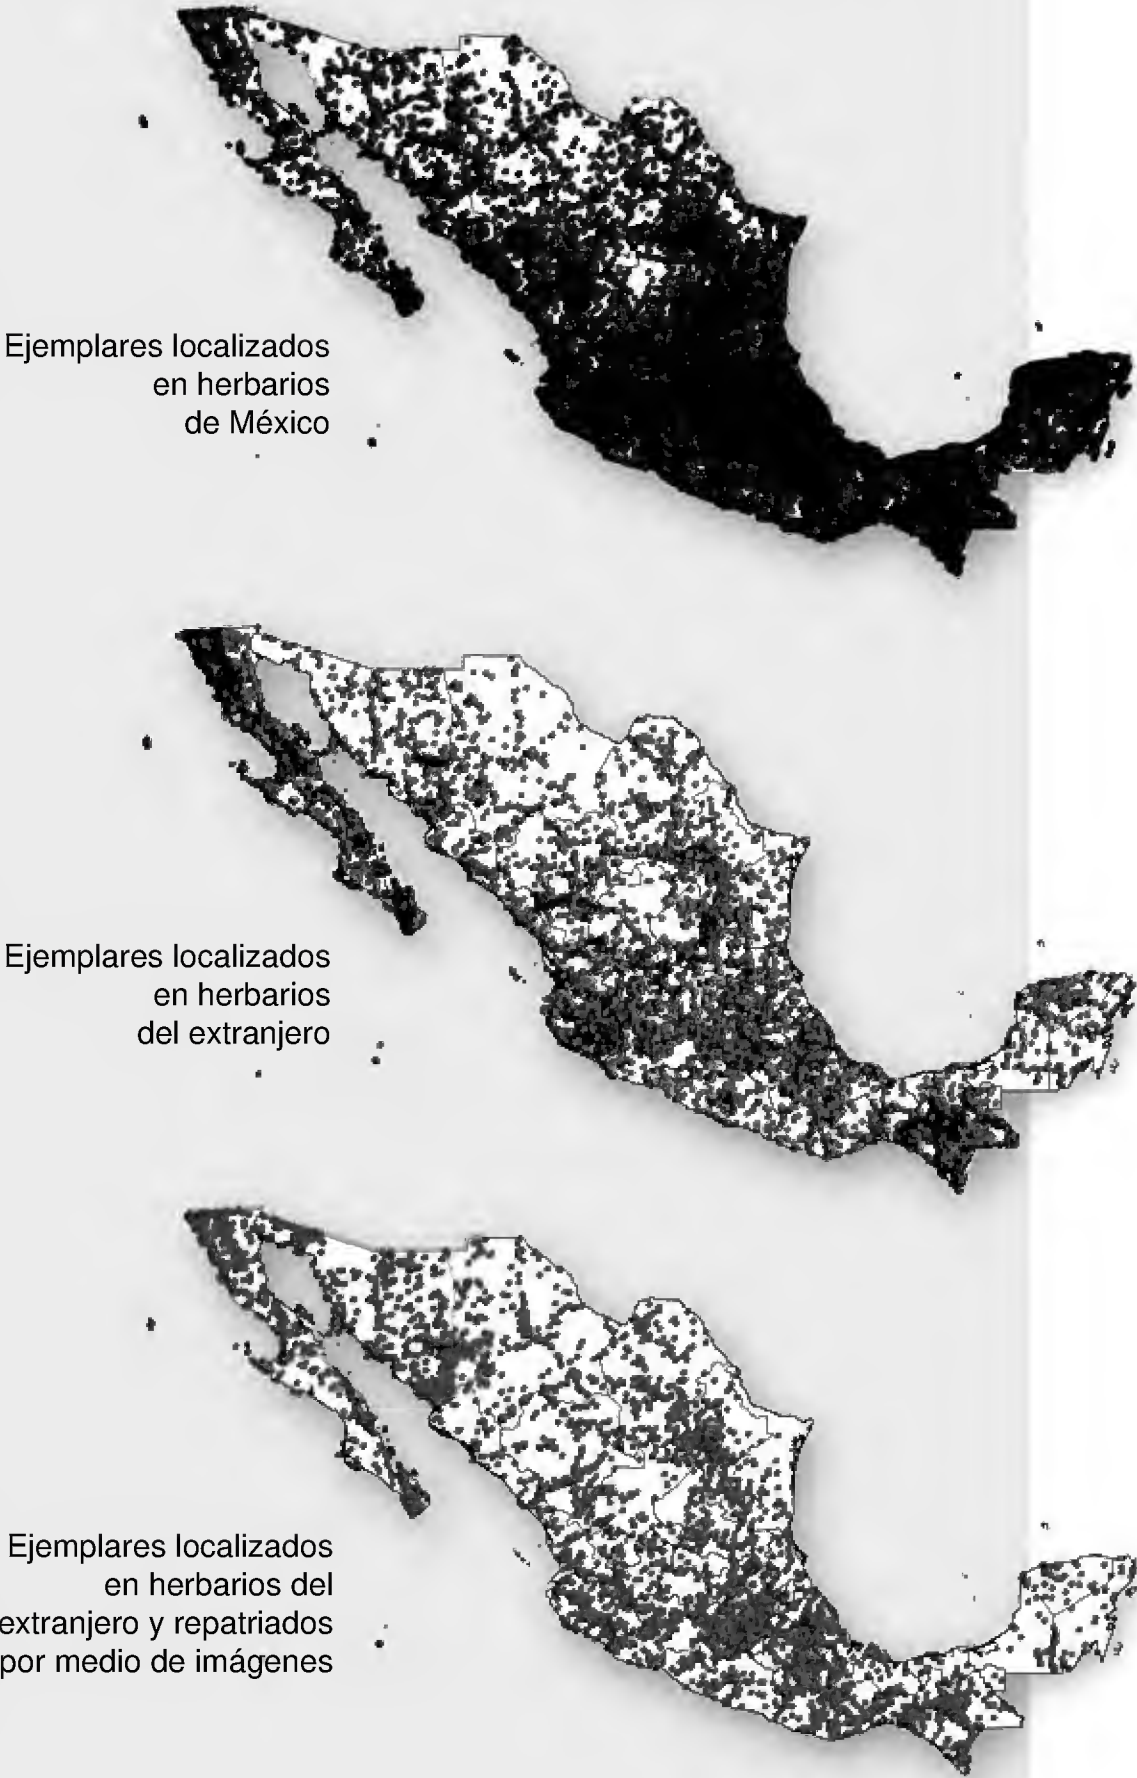 Ejemplares localizados
en herbarios
de México
Ejemplares localizados
en herbarios
del extranjero
Ejemplares localizados
en herbarios del
extranjero y repatriados
por medio de imágenes